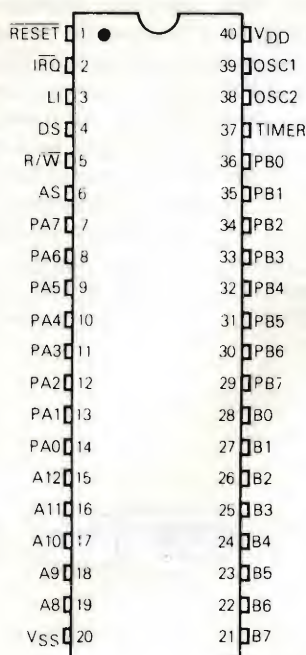 RESET 1 40 VDD
IRQ 2 39 OSC1
LI 3 38 OSC2
DS 4 37 TIMER
R/W 5 36 PB0
AS 6 35 PB1
PA7 7 34 PB2
PA6 8 33 PB3
PA5 9 32 PB4
PA4 10 31 PB5
PA3 11 30 PB6
PA2 12 29 PB7
PA1 13 28 B0
PA0 14 27 B1
A12 15 26 B2
A11 16 25 B3
A10 17 24 B4
A9 18 23 B5
A8 19 22 B6
VSS 20 21 B7